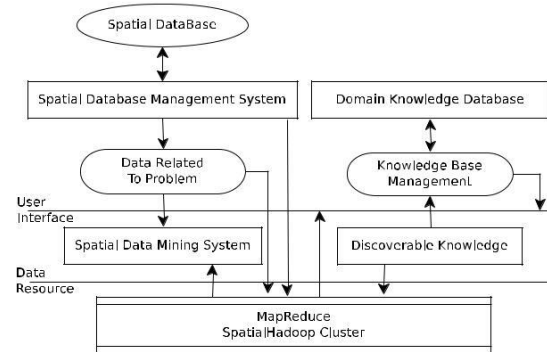 Spatial DataBase
Spatial Database Management System
Domain Knowledge Database
Data Related
To Problem
Knowledge Base
Management
User
Interface
Spatial Data Mining System
Discoverable Knowledge
Data
Resource
MapReduce
SpatialHadoop Cluster